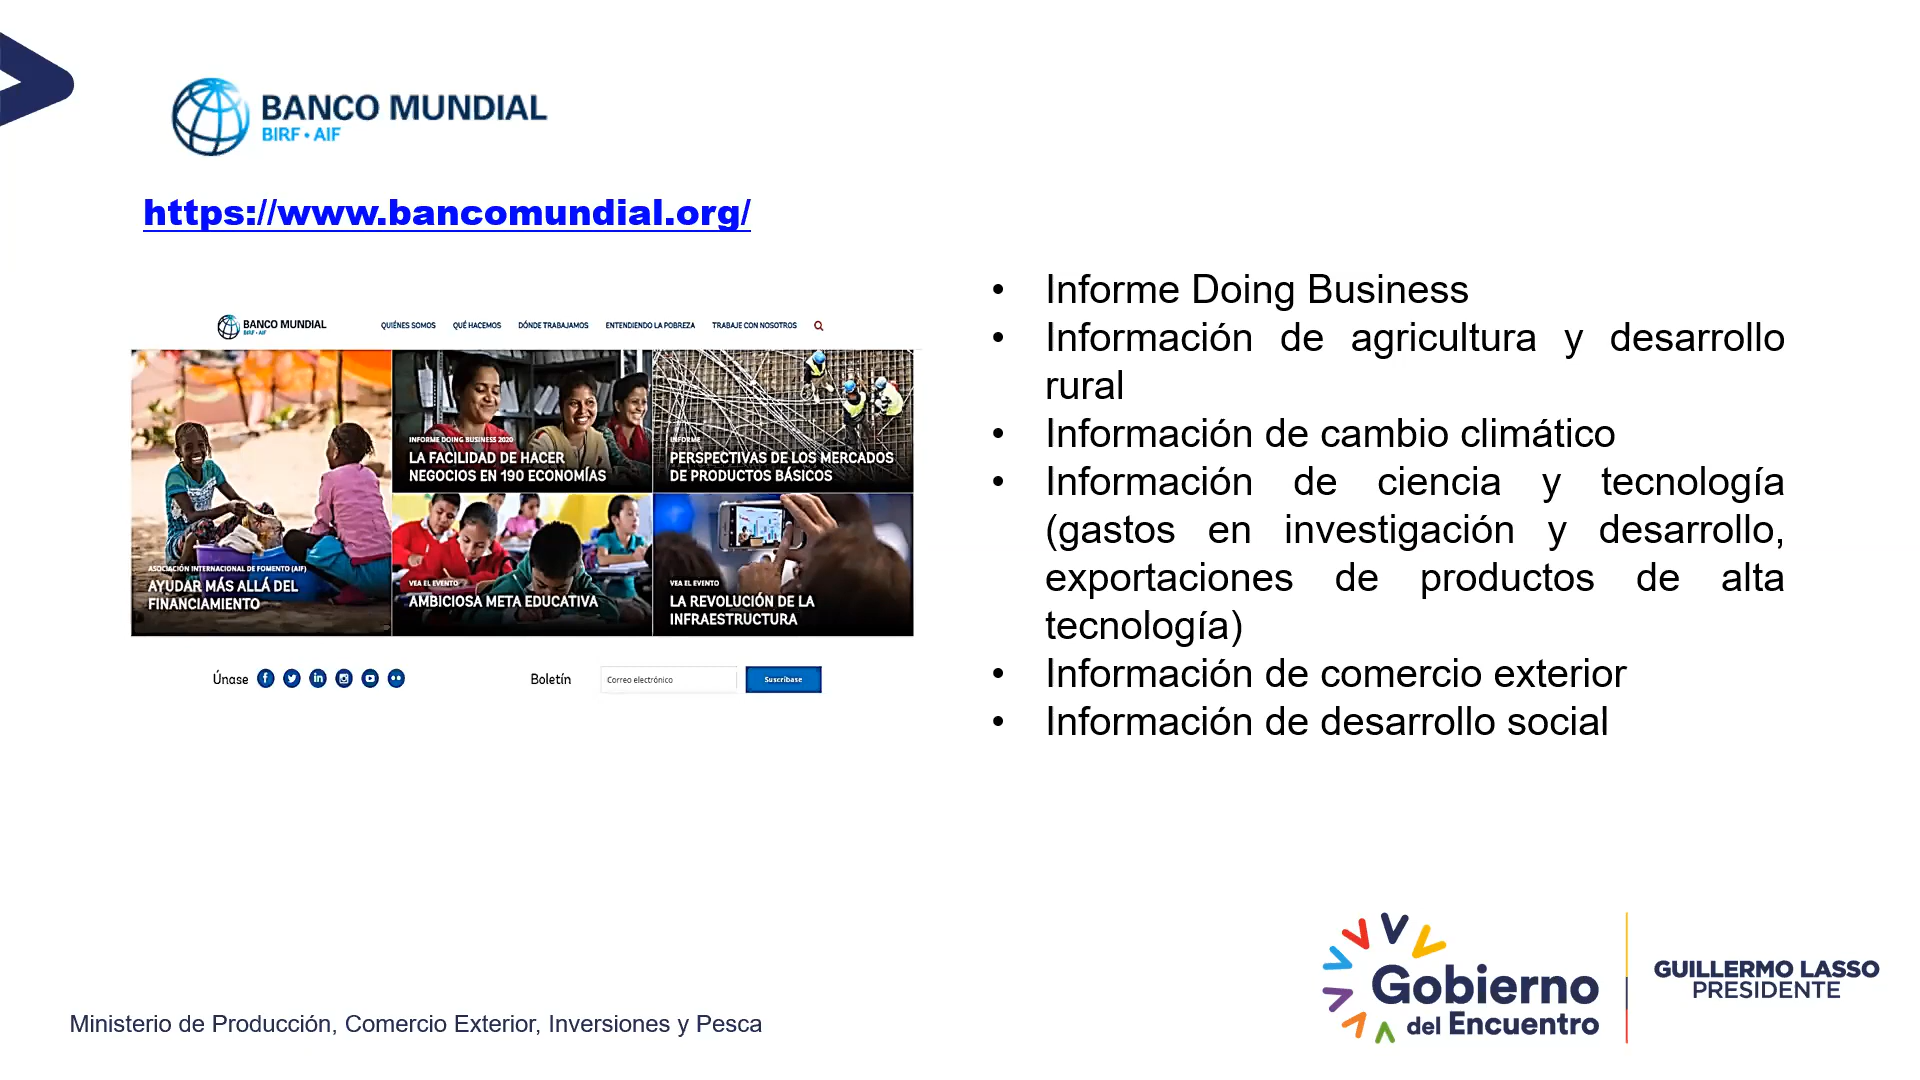 BANCO MUNDIAL
BIRF • AIF
https://www.bancomundial.org/
BANCO MUNDIAL
BIRF • AIF
QUIÉNES SOMOS QUÉ HACEMOS DÓNDE TRABAJAMOS ENTENDIENDO LA POBREZA TRABAJE CON NOSOTROS
ASOCIACIÓN INTERNACIONAL DE FOMENTO (AIF)
AYUDAR MÁS ALLÁ DEL
FINANCIAMIENTO
INFORME DOING BUSINESS 2020
LA FACILIDAD DE HACER
NEGOCIOS EN 190 ECONOMÍAS
INFORME
PERSPECTIVAS DE LOS MERCADOS
DE PRODUCTOS BÁSICOS
VEA EL EVENTO
AMBICIOSA META EDUCATIVA
VEA EL EVENTO
LA REVOLUCIÓN DE LA
INFRAESTRUCTURA
Únase
Boletín
Correo electrónico
Suscríbase
• Informe Doing Business
• Información de agricultura y desarrollo
rural
• Información de cambio climático
• Información de ciencia y tecnología
(gastos en investigación y desarrollo,
exportaciones de productos de alta
tecnología)
• Información de comercio exterior
• Información de desarrollo social
Ministerio de Producción, Comercio Exterior, Inversiones y Pesca
Gobierno
del Encuentro
GUILLERMO LASSO
PRESIDENTE